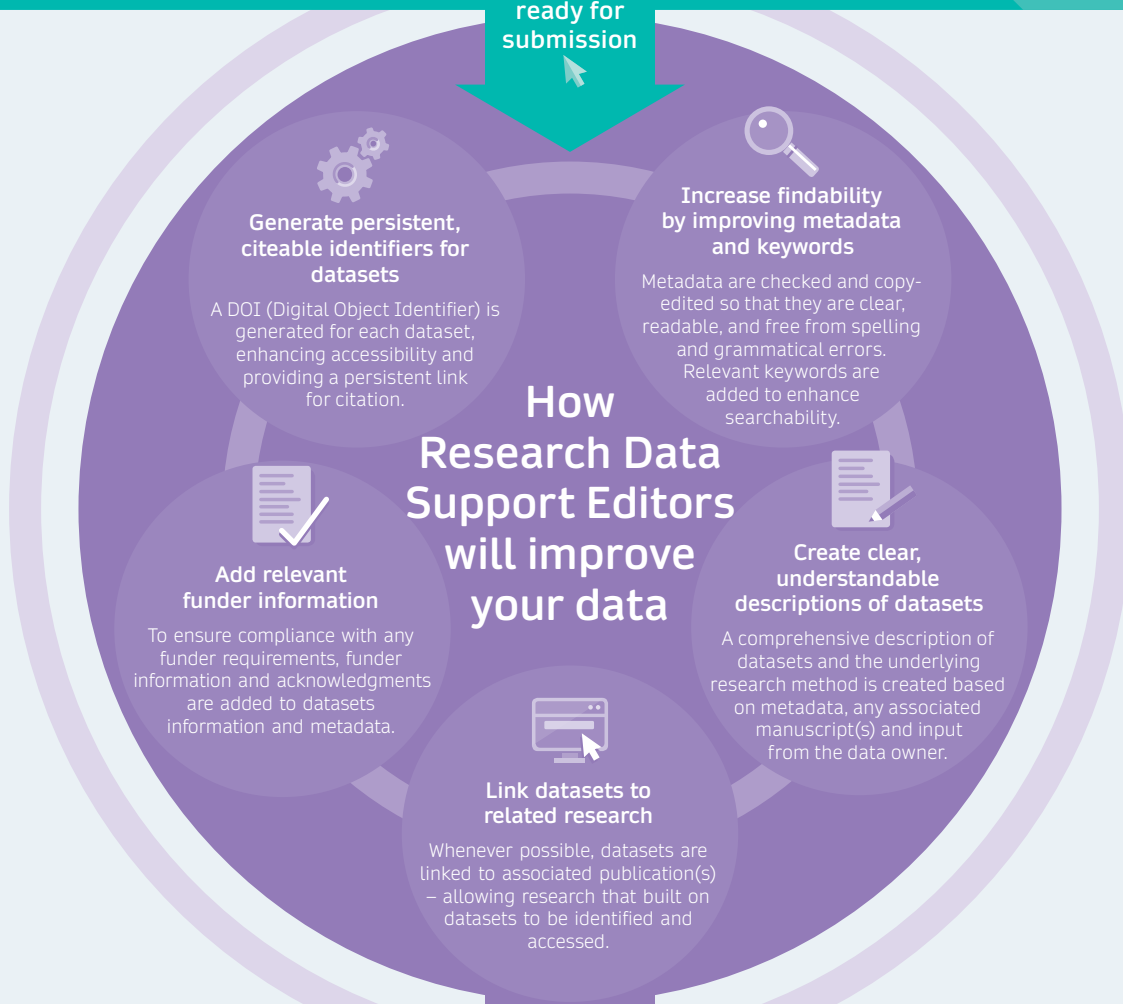 ready for
submission
Generate persistent,
citeable identifiers for
datasets
A DOI (Digital Object Identifier) is
generated for each dataset,
enhancing accessibility and
providing a persistent link
for citation.
Increase findability
by improving metadata
and keywords
Metadata are checked and copy-
edited so that they are clear,
readable, and free from spelling
and grammatical errors.
Relevant keywords are
added to enhance
searchability.
How
Research Data
Support Editors
will improve
your data
Add relevant
funder information
To ensure compliance with any
funder requirements, funder
information and acknowledgments
are added to datasets
information and metadata.
Create clear,
understandable
descriptions of datasets
A comprehensive description of
datasets and the underlying
research method is created based
on metadata, any associated
manuscript(s) and input
from the data owner.
Link datasets to
related research
Whenever possible, datasets are
linked to associated publication(s)
– allowing research that built on
datasets to be identified and
accessed.